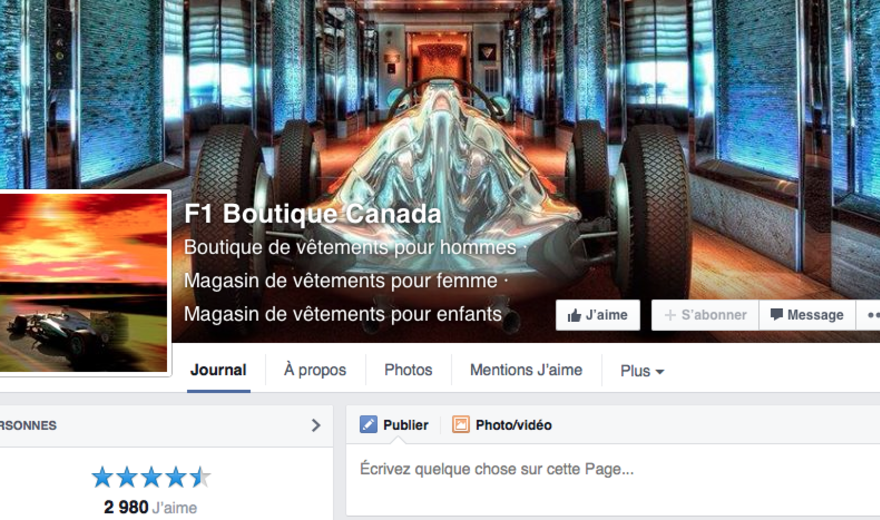 F1 Boutique Canada
Boutique de vêtements pour hommes ·
Magasin de vêtements pour femme ·
Magasin de vêtements pour enfants
J'aime
+ S'abonner
Message
Journal
À propos
Photos
Mentions J'aime
Plus
RSONNES
Publier
Photo/vidéo
Écrivez quelque chose sur cette Page...
2 980 J'aime